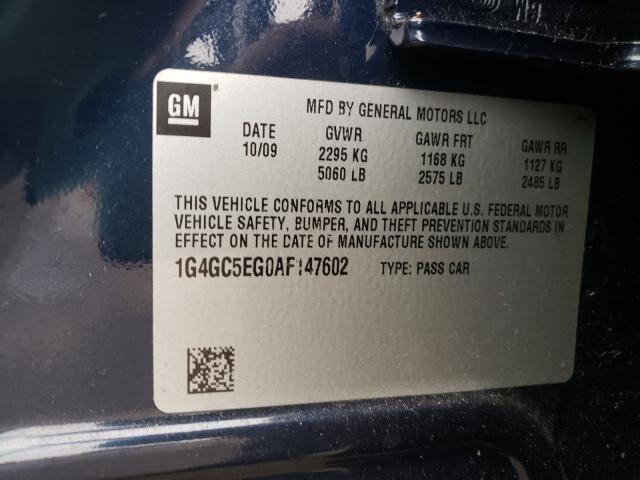 GM
MFD BY GENERAL MOTORS LLC
DATE GVWR GAWR FRT GAWR RR
10/09 2295 KG 1168 KG 1127 KG
5060 LB 2575 LB 2485 LB
THIS VEHICLE CONFORMS TO ALL APPLICABLE U.S. FEDERAL MOTOR
VEHICLE SAFETY, BUMPER, AND THEFT PREVENTION STANDARDS
IN EFFECT ON THE DATE OF MANUFACTURE SHOWN ABOVE.
1G4GC5EG0AF147602 TYPE: PASS CAR